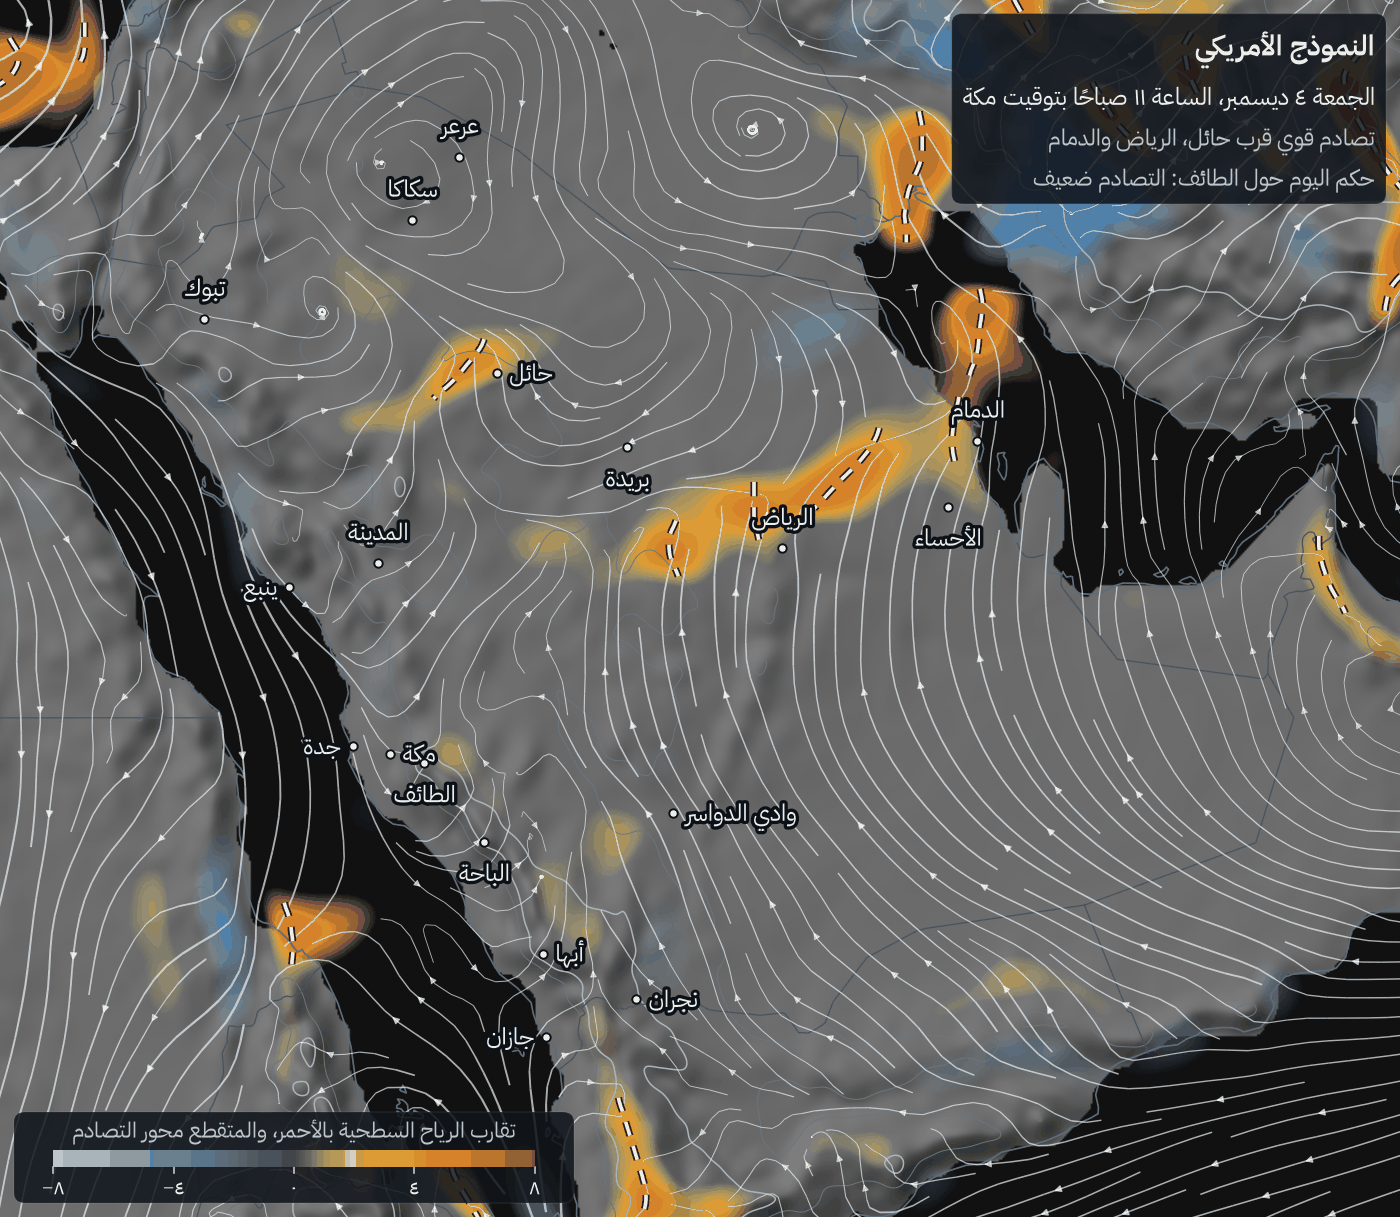 النموذج الأمريكي
الجمعة ٤ ديسمبر، الساعة ١١ صباحًا بتوقيت مكة
تصادم قوي قرب حائل، الرياض والدمام
حكم اليوم حول الطائف: التصادم ضعيف
عرعر
سكاكا
تبوك
حائل
الدمام
بريدة
الرياض
الأحساء
المدينة
ينبع
جدة
مكة
الطائف
وادي الدواسر
الباحة
أبها
نجران
جازان
تقارب الرياح السطحية بالأحمر، والمتقطع محور التصادم
−٨ −٤ ٠ ٤ ٨